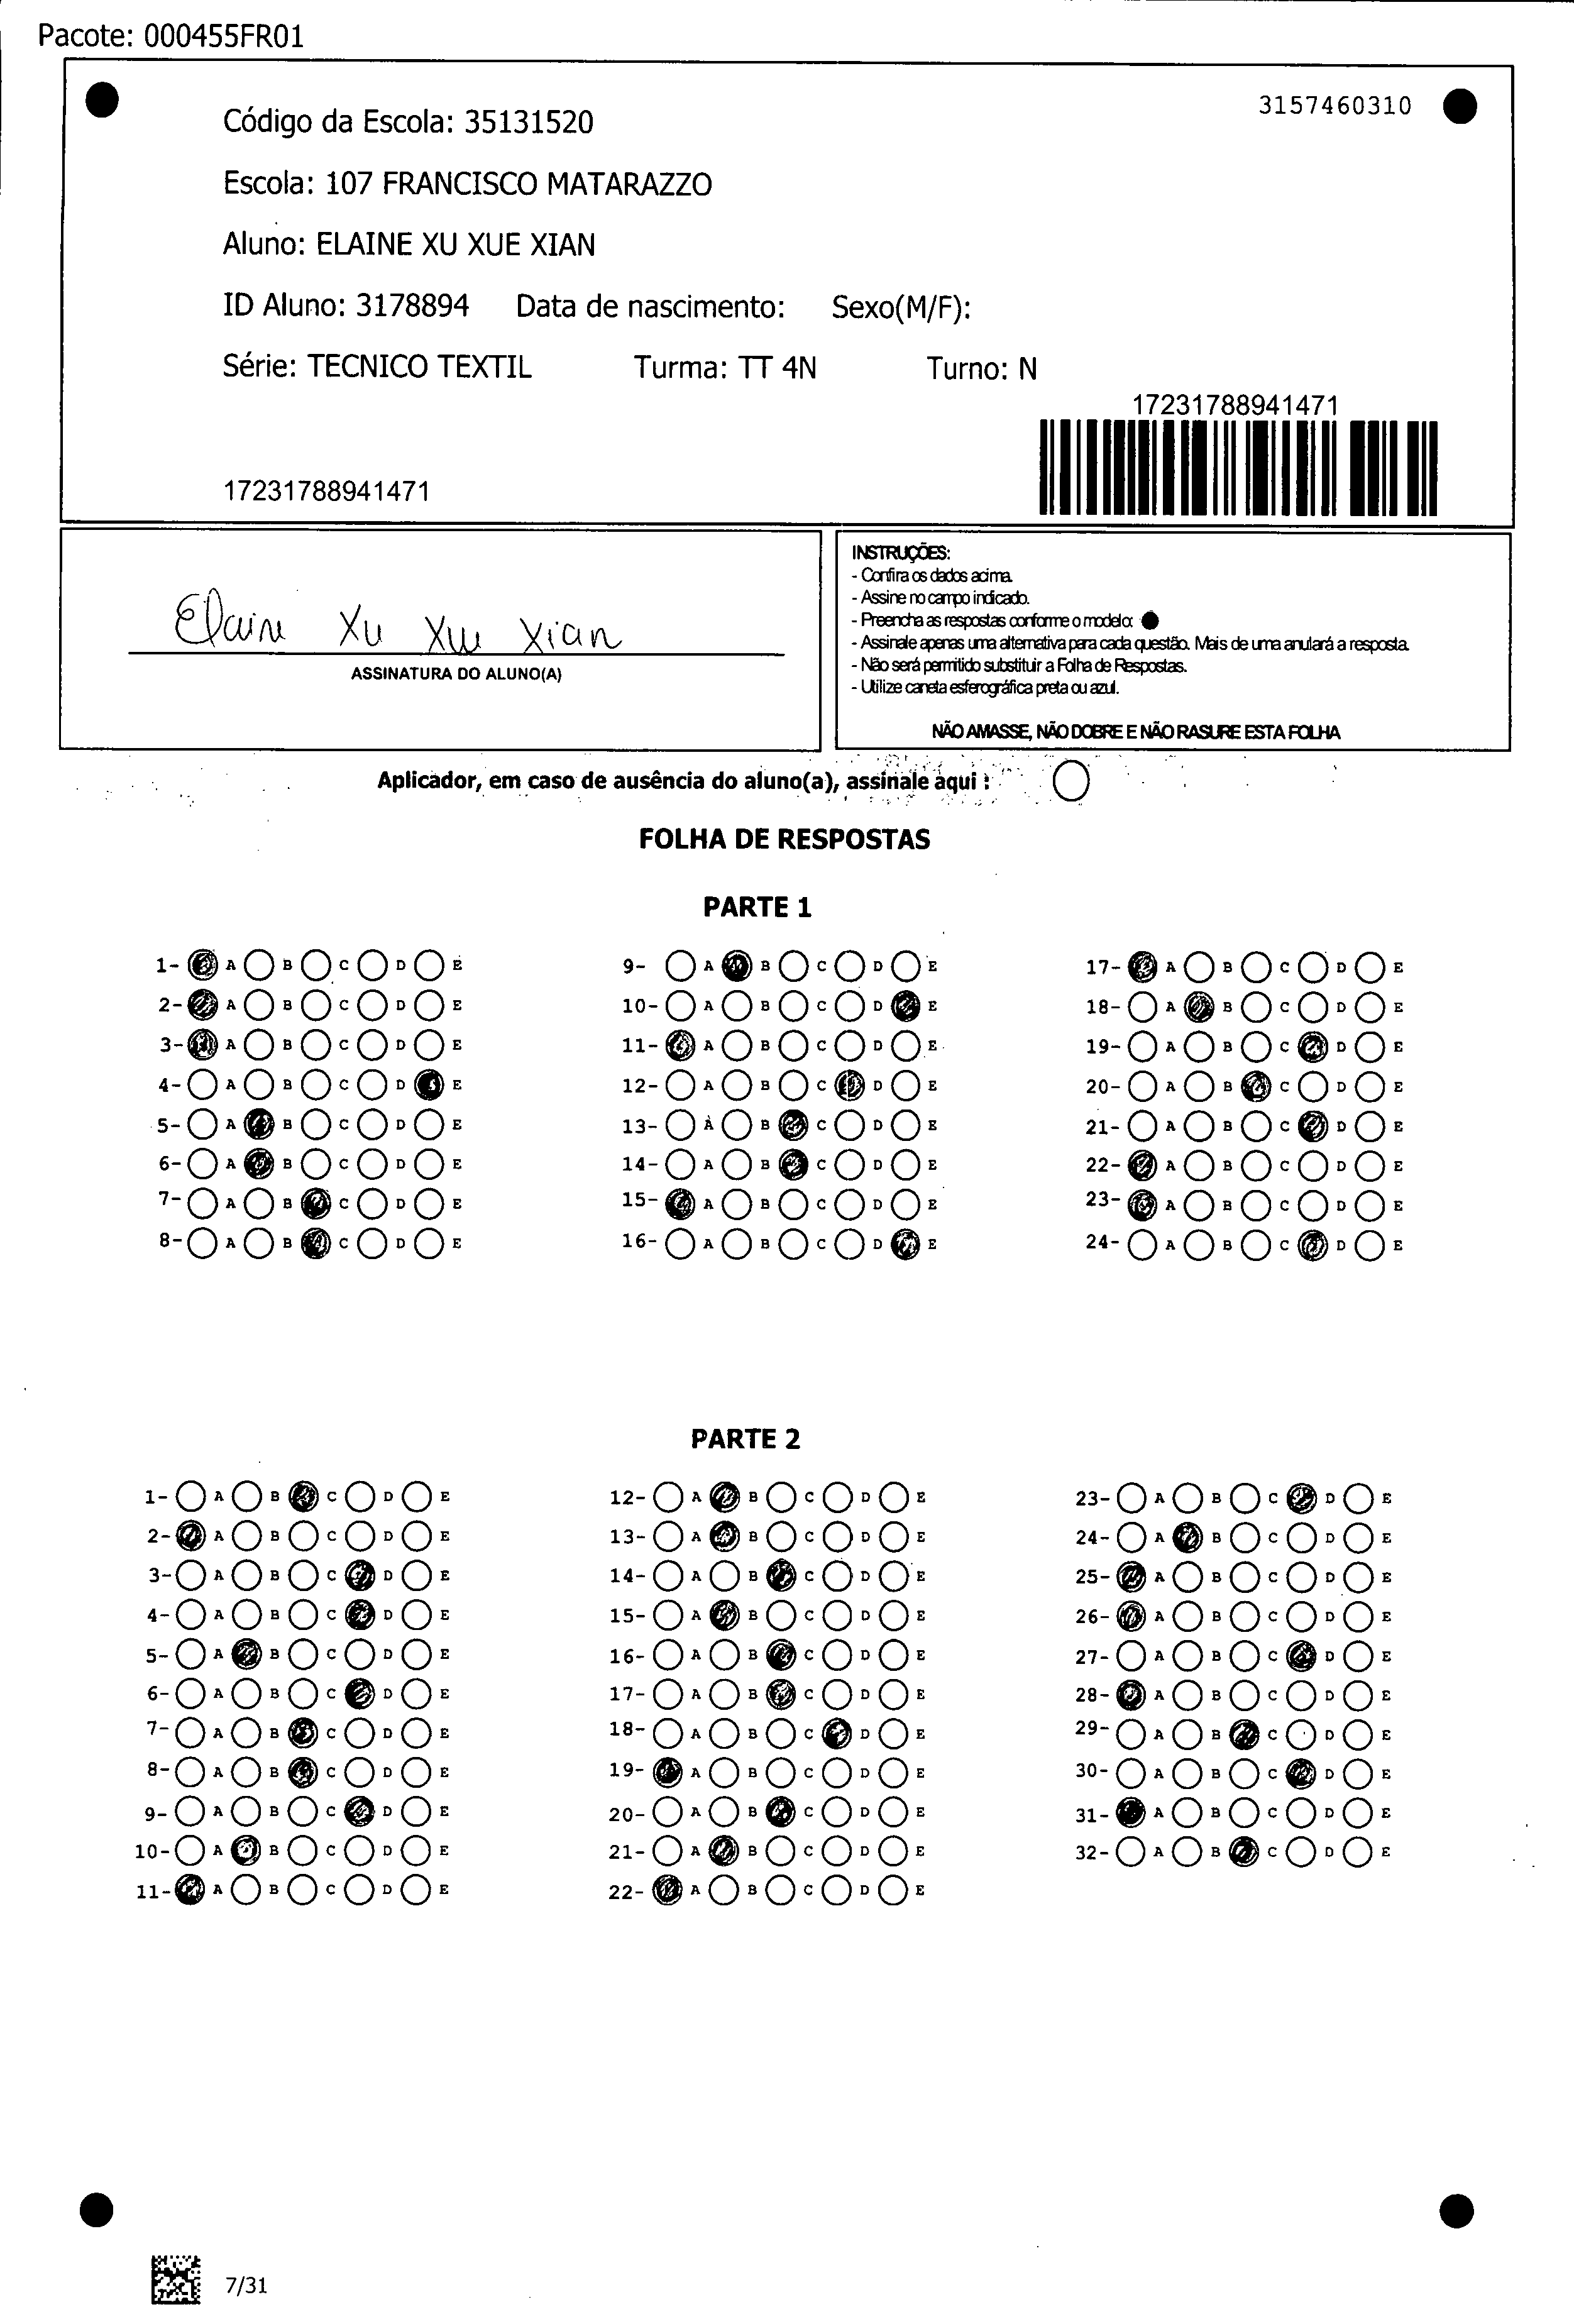 Pacote: 000455FR01
3157460310
Código da Escola: 35131520
Escola: 107 FRANCISCO MATARAZZO
Aluno: ELAINE XU XUE XIAN
ID Aluno: 3178894 Data de nascimento: Sexo(M/F):
Série: TECNICO TEXTIL Turma: TT 4N Turno: N
17231788941471
17231788941471
Elaine Xu Xue Xian
ASSINATURA DO ALUNO(A)
INSTRUÇÕES:
- Confira os dados acima.
- Assine no campo indicado.
- Preencha as respostas conforme o modelo:
- Assinale apenas uma alternativa para cada questão. Mais de uma anulará a resposta.
- Não será permitido substituir a Folha de Respostas.
- Utilize caneta esferográfica preta ou azul.
NÃO AMASSE, NÃO DOBRE E NÃO RASURE ESTA FOLHA
Aplicador, em caso de ausência do aluno(a), assinale aqui :
FOLHA DE RESPOSTAS
PARTE 1
1- A B C D E
2- A B C D E
3- A B C D E
4- A B C D E
5- A B C D E
6- A B C D E
7- A B C D E
8- A B C D E
9- A B C D E
10- A B C D E
11- A B C D E
12- A B C D E
13- A B C D E
14- A B C D E
15- A B C D E
16- A B C D E
17- A B C D E
18- A B C D E
19- A B C D E
20- A B C D E
21- A B C D E
22- A B C D E
23- A B C D E
24- A B C D E
PARTE 2
1- A B C D E
2- A B C D E
3- A B C D E
4- A B C D E
5- A B C D E
6- A B C D E
7- A B C D E
8- A B C D E
9- A B C D E
10- A B C D E
11- A B C D E
12- A B C D E
13- A B C D E
14- A B C D E
15- A B C D E
16- A B C D E
17- A B C D E
18- A B C D E
19- A B C D E
20- A B C D E
21- A B C D E
22- A B C D E
23- A B C D E
24- A B C D E
25- A B C D E
26- A B C D E
27- A B C D E
28- A B C D E
29- A B C D E
30- A B C D E
31- A B C D E
32- A B C D E
7/31